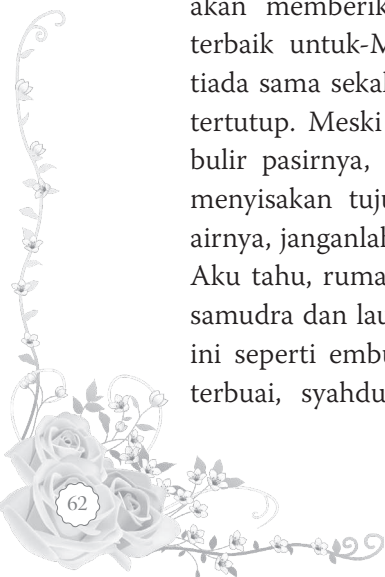 akan memberik
terbaik untuk-M
tiada sama sekal
tertutup. Meski
bulir pasirnya,
menyisakan tuju
airnya, janganlah
Aku tahu, ruma
samudra dan lau
ini seperti embu
terbuai, syahdu
62